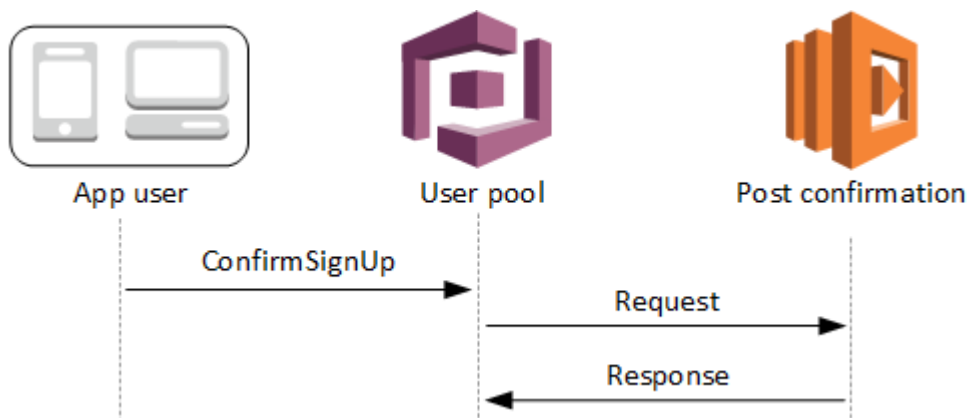 App user
User pool
Post confirmation
ConfirmSignUp
Request
Response